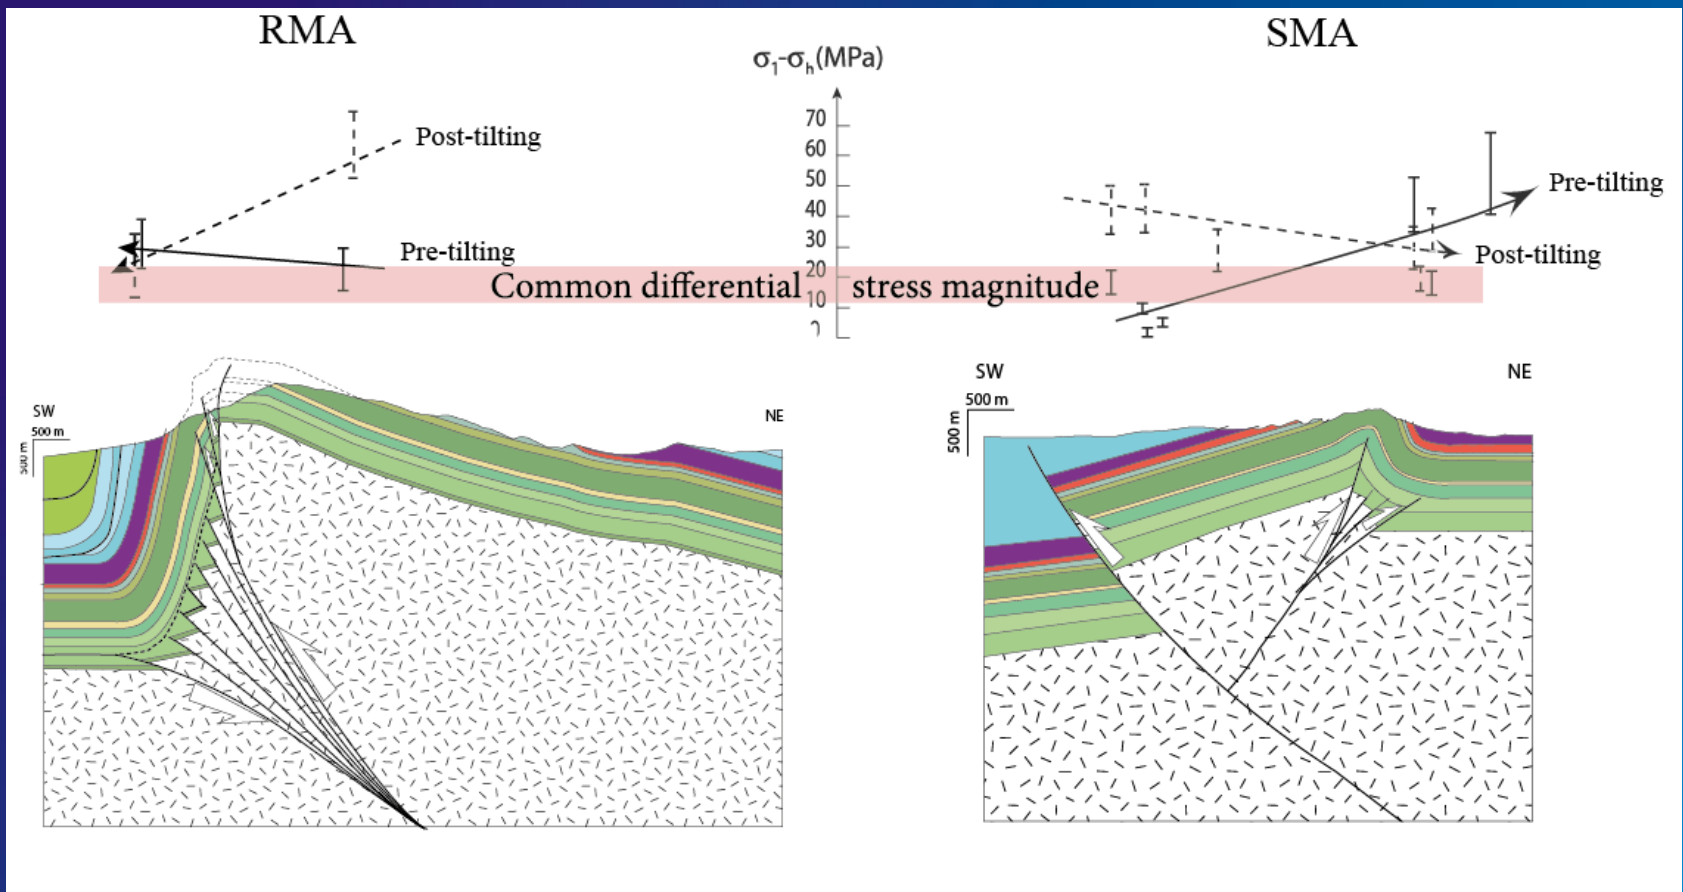 RMA
SMA
σ1-σh(MPa)
70
60
50
40
30
20
10
Post-tilting
Pre-tilting
Pre-tilting
Post-tilting
Common differential stress magnitude
SW
500 m
500 m
NE
SW
500 m
500 m
NE